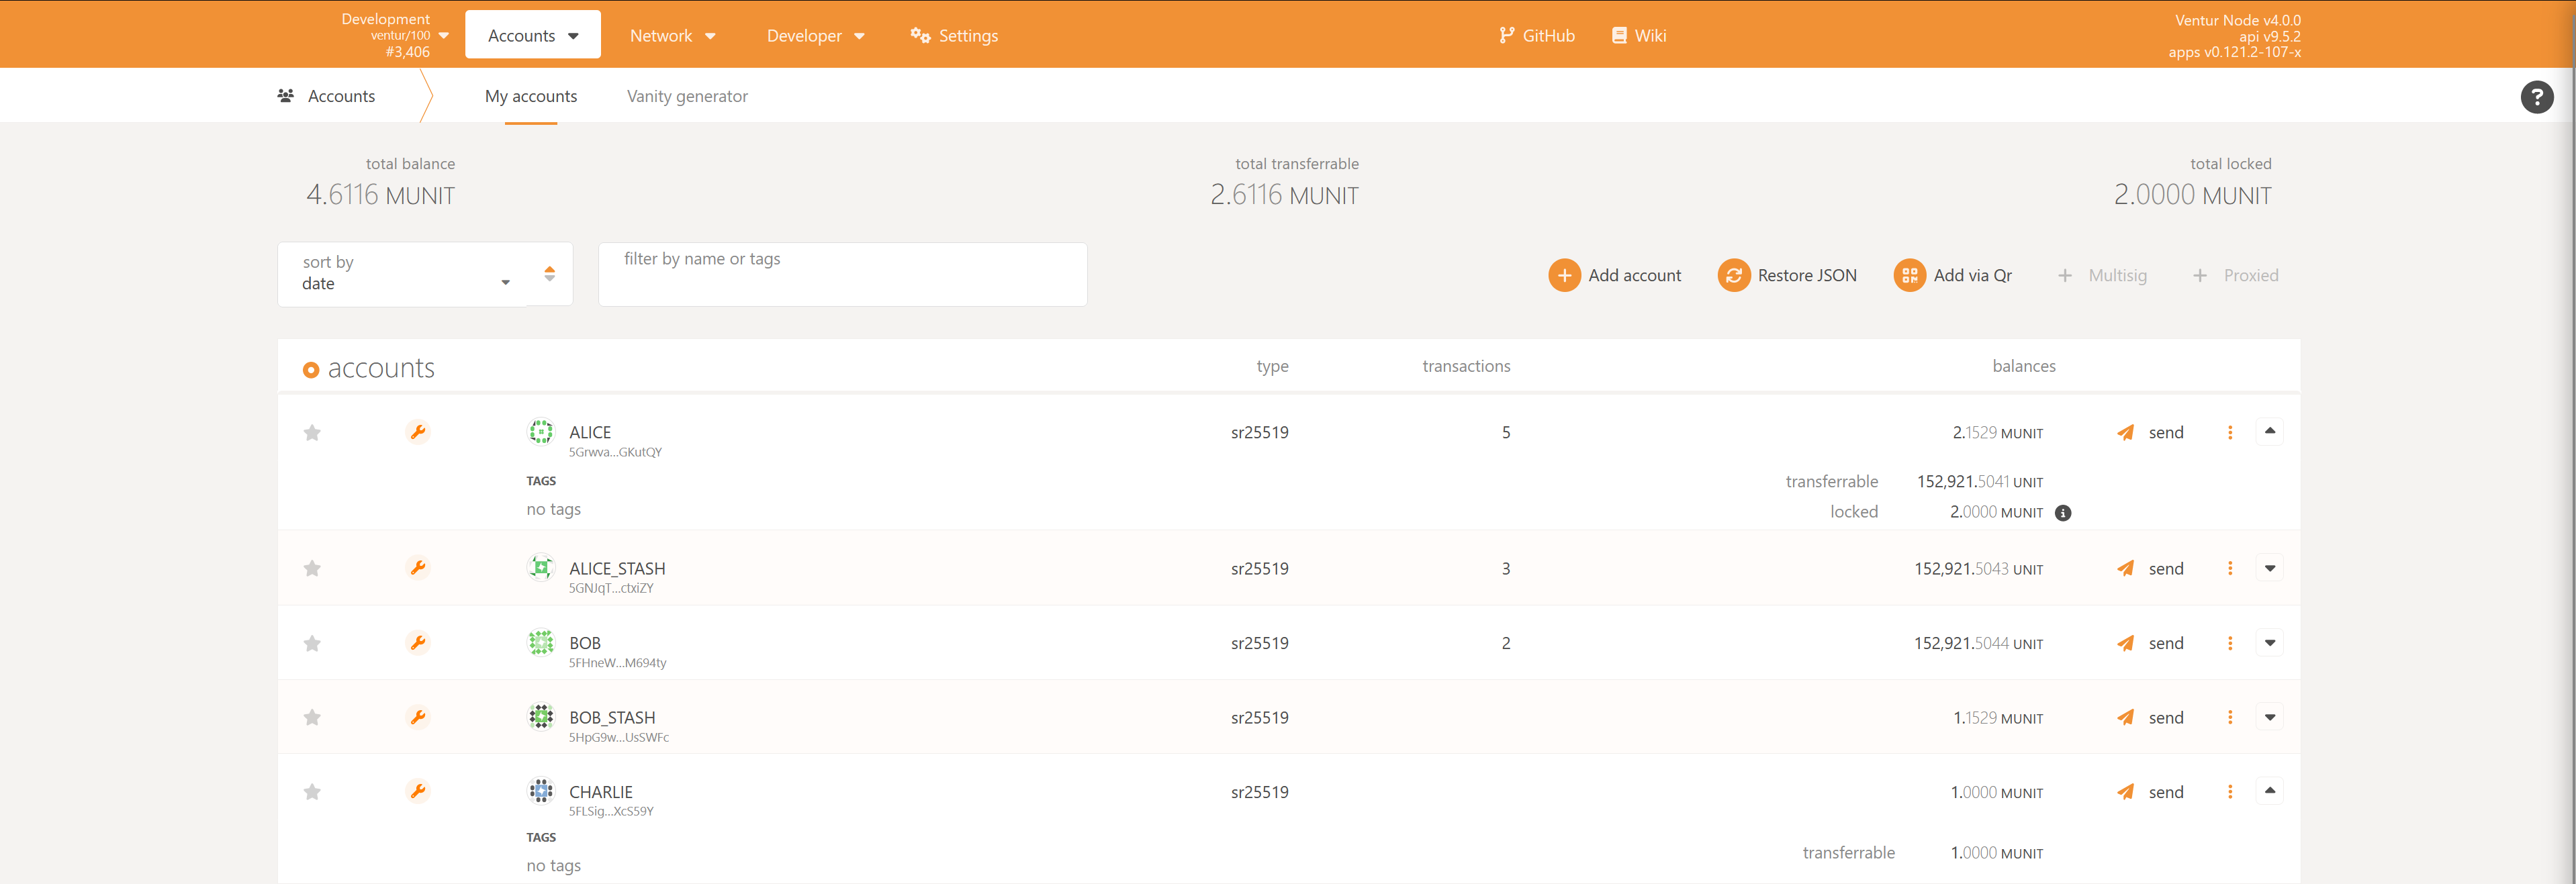 Development
ventur/100
#3,406
Accounts
Network
Developer
Settings
GitHub
Wiki
Ventur Node v4.0.0
api v9.5.2
apps v0.121.2-107-x
Accounts
My accounts
Vanity generator
?
total balance
4.6116 MUNIT
total transferrable
2.6116 MUNIT
total locked
2.0000 MUNIT
sort by
date
filter by name or tags
Add account
Restore JSON
Add via Qr
+ Multisig
+ Proxied
accounts type transactions balances
ALICE sr25519 5 2.1529 MUNIT send
5Grwva...GKutQY
TAGS
no tags
transferrable 152,921.5041 UNIT
locked 2.0000 MUNIT
ALICE_STASH sr25519 3 152,921.5043 UNIT send
5GNJqT...ctxiZY
BOB sr25519 2 152,921.5044 UNIT send
5FHneW...M694ty
BOB_STASH sr25519 1.1529 MUNIT send
5HpG9w...UsSWFc
CHARLIE sr25519 1.0000 MUNIT send
5FLSig...XcS59Y
TAGS
no tags
transferrable 1.0000 MUNIT